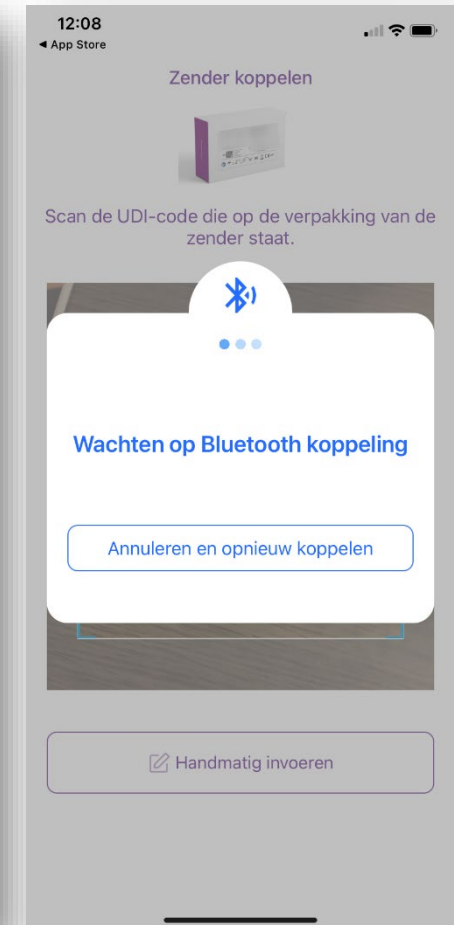 12:08
◀ App Store
Zender koppelen
Scan de UDI-code die op de verpakking van de
zender staat.
Wachten op Bluetooth koppeling
Annuleren en opnieuw koppelen
Handmatig invoeren